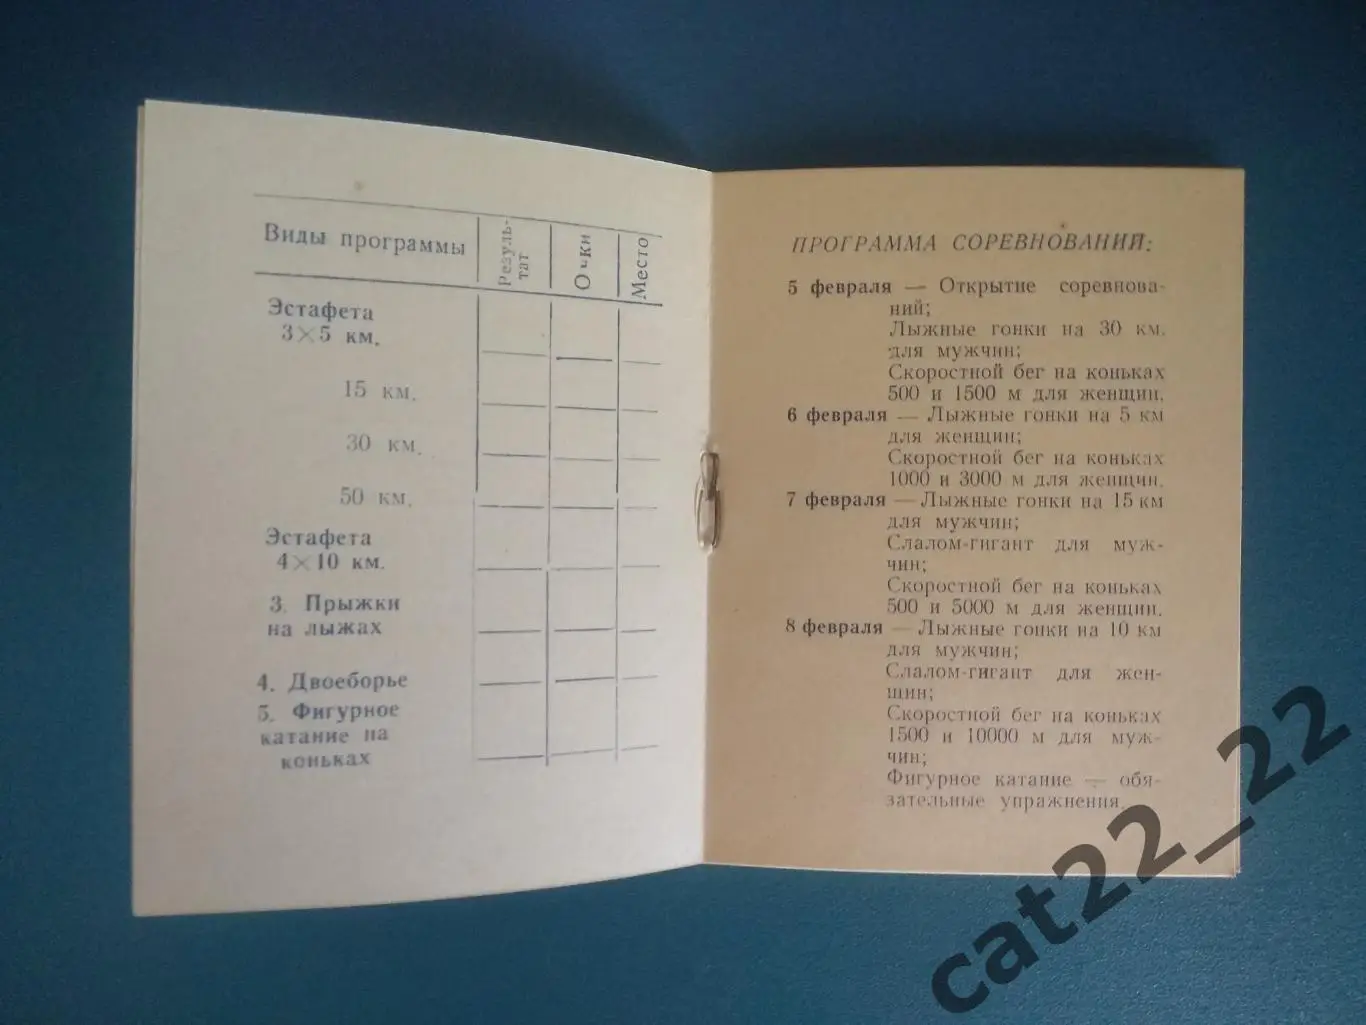 Виды программы
Резуль-
тат
Очки
Место
Эстафета
3×5 км.
15 км.
30 км.
50 км.
Эстафета
4×10 км.
3. Прыжки
на лыжах
4. Двоеборье
5. Фигурное
катание на
коньках
ПРОГРАММА СОРЕВНОВАНИЙ:
5 февраля — Открытие соревнова-
ний;
Лыжные гонки на 30 км.
для мужчин;
Скоростной бег на коньках
500 и 1500 м для женщин.
6 февраля — Лыжные гонки на 5 км
для женщин;
Скоростной бег на коньках
1000 и 3000 м для женщин.
7 февраля — Лыжные гонки на 15 км
для мужчин;
Слалом-гигант для муж-
чин;
Скоростной бег на коньках
500 и 5000 м для женщин.
8 февраля — Лыжные гонки на 10 км
для мужчин;
Слалом-гигант для жен-
щин;
Скоростной бег на коньках
1500 и 10000 м для муж-
чин;
Фигурное катание — обя-
зательные упражнения.
cat22_22